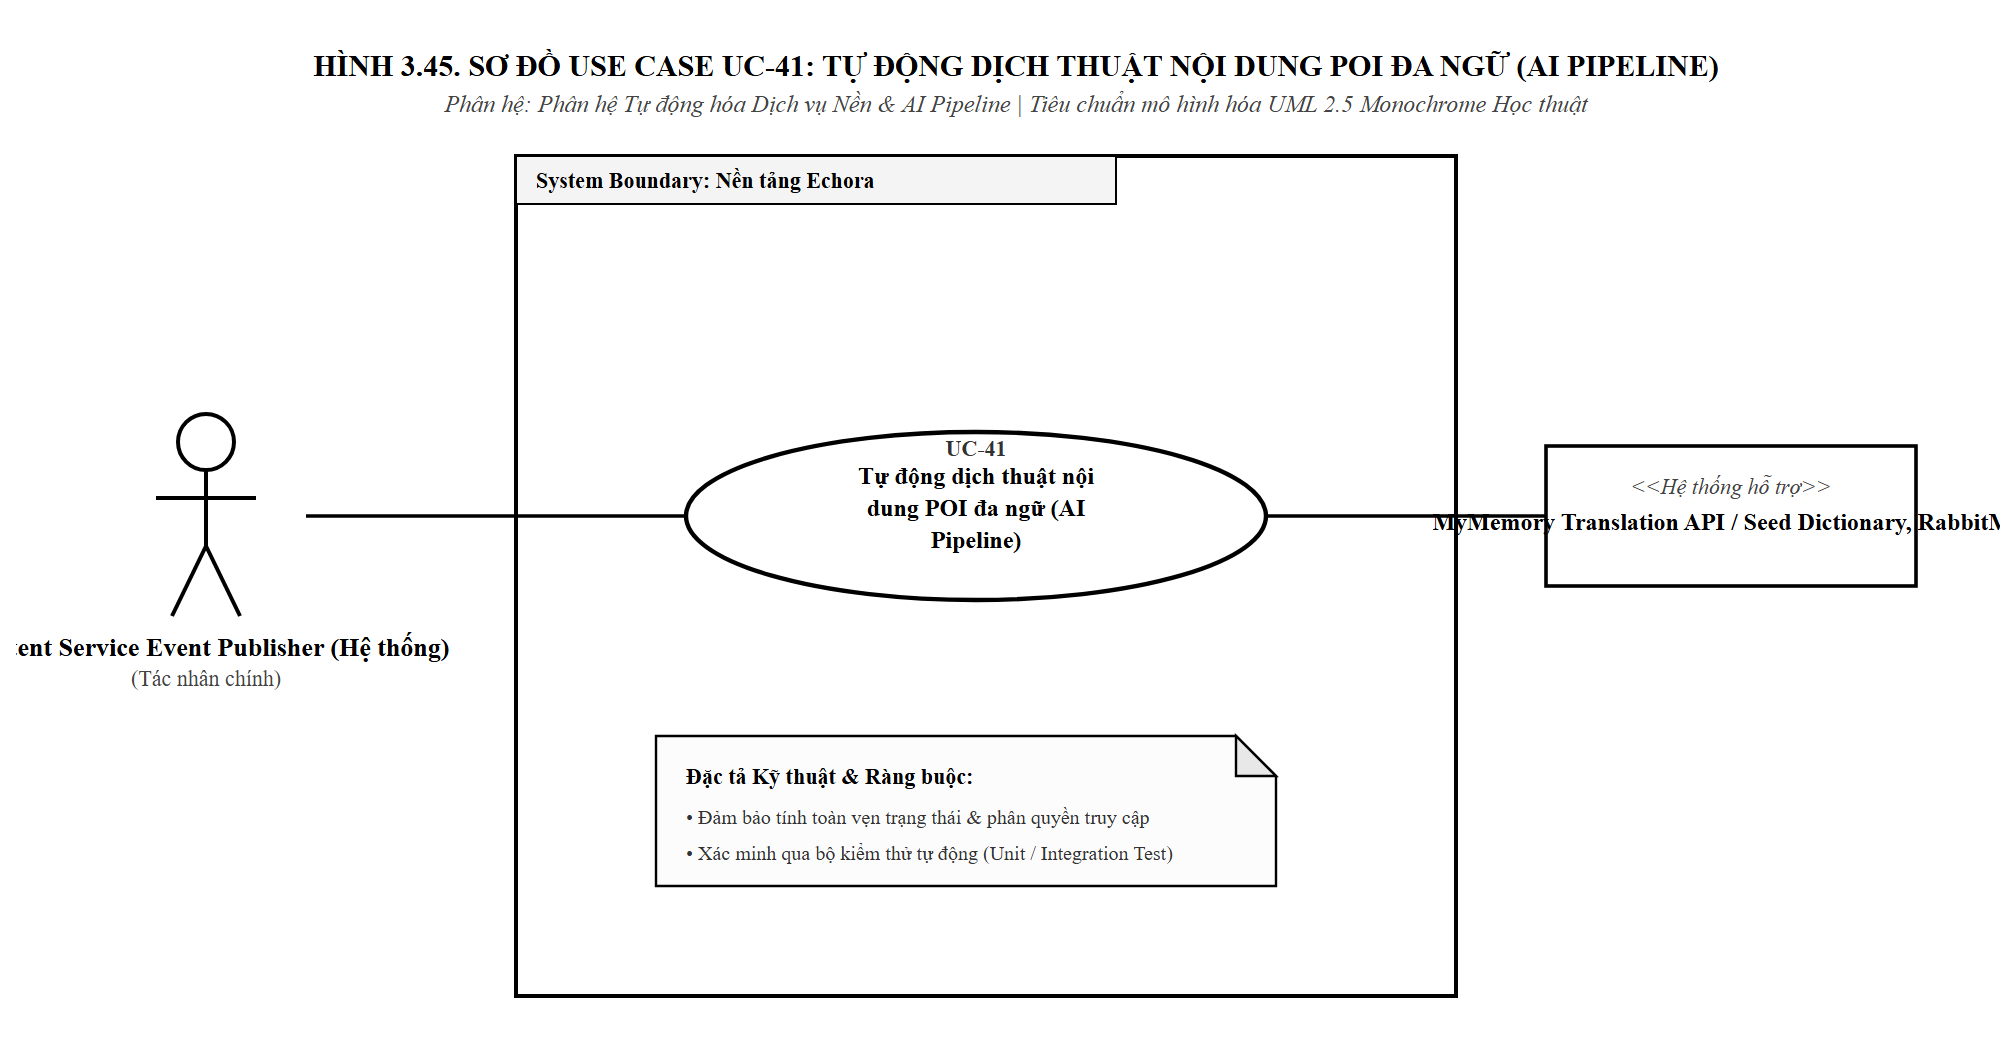 HÌNH 3.45. SƠ ĐỒ USE CASE UC-41: TỰ ĐỘNG DỊCH THUẬT NỘI DUNG POI ĐA NGỮ (AI PIPELINE)
Phân hệ: Phân hệ Tự động hóa Dịch vụ Nền & AI Pipeline | Tiêu chuẩn mô hình hóa UML 2.5 Monochrome Học thuật
System Boundary: Nền tảng Echora
UC-41
Tự động dịch thuật nội
dung POI đa ngữ (AI
Pipeline)
<<Hệ thống hỗ trợ>>
MyMemory Translation API / Seed Dictionary,
Service Event Publisher (Hệ thống)
(Tác nhân chính)
Đặc tả Kỹ thuật & Ràng buộc:
• Đảm bảo tính toàn vẹn trạng thái & phân quyền truy cập
• Xác minh qua bộ kiểm thử tự động (Unit / Integration Test)